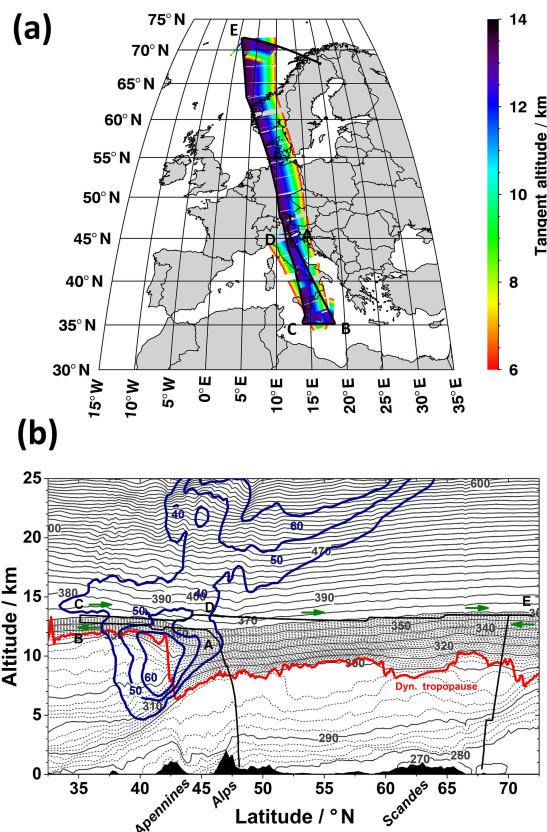 (a)
75° N
70° N
65° N
60° N
55° N
50° N
45° N
40° N
35° N
30° N
E
D
A
C
B
15° W
10° W
5° W
0° E
5° E
10° E
15° E
20° E
25° E
30° E
35° E
14
12
10
8
6
Tangent altitude / km
(b)
25
20
15
10
5
0
Altitude / km
600
40
60
50
470
00
380
390
400
40
390
C
D
E
50
370
350
340
30
B
A
320
300
60
50
310
Dyn. tropopause
290
270
280
35
40
45
50
55
60
65
70
Apennines
Alps
Scandes
Latitude / °N